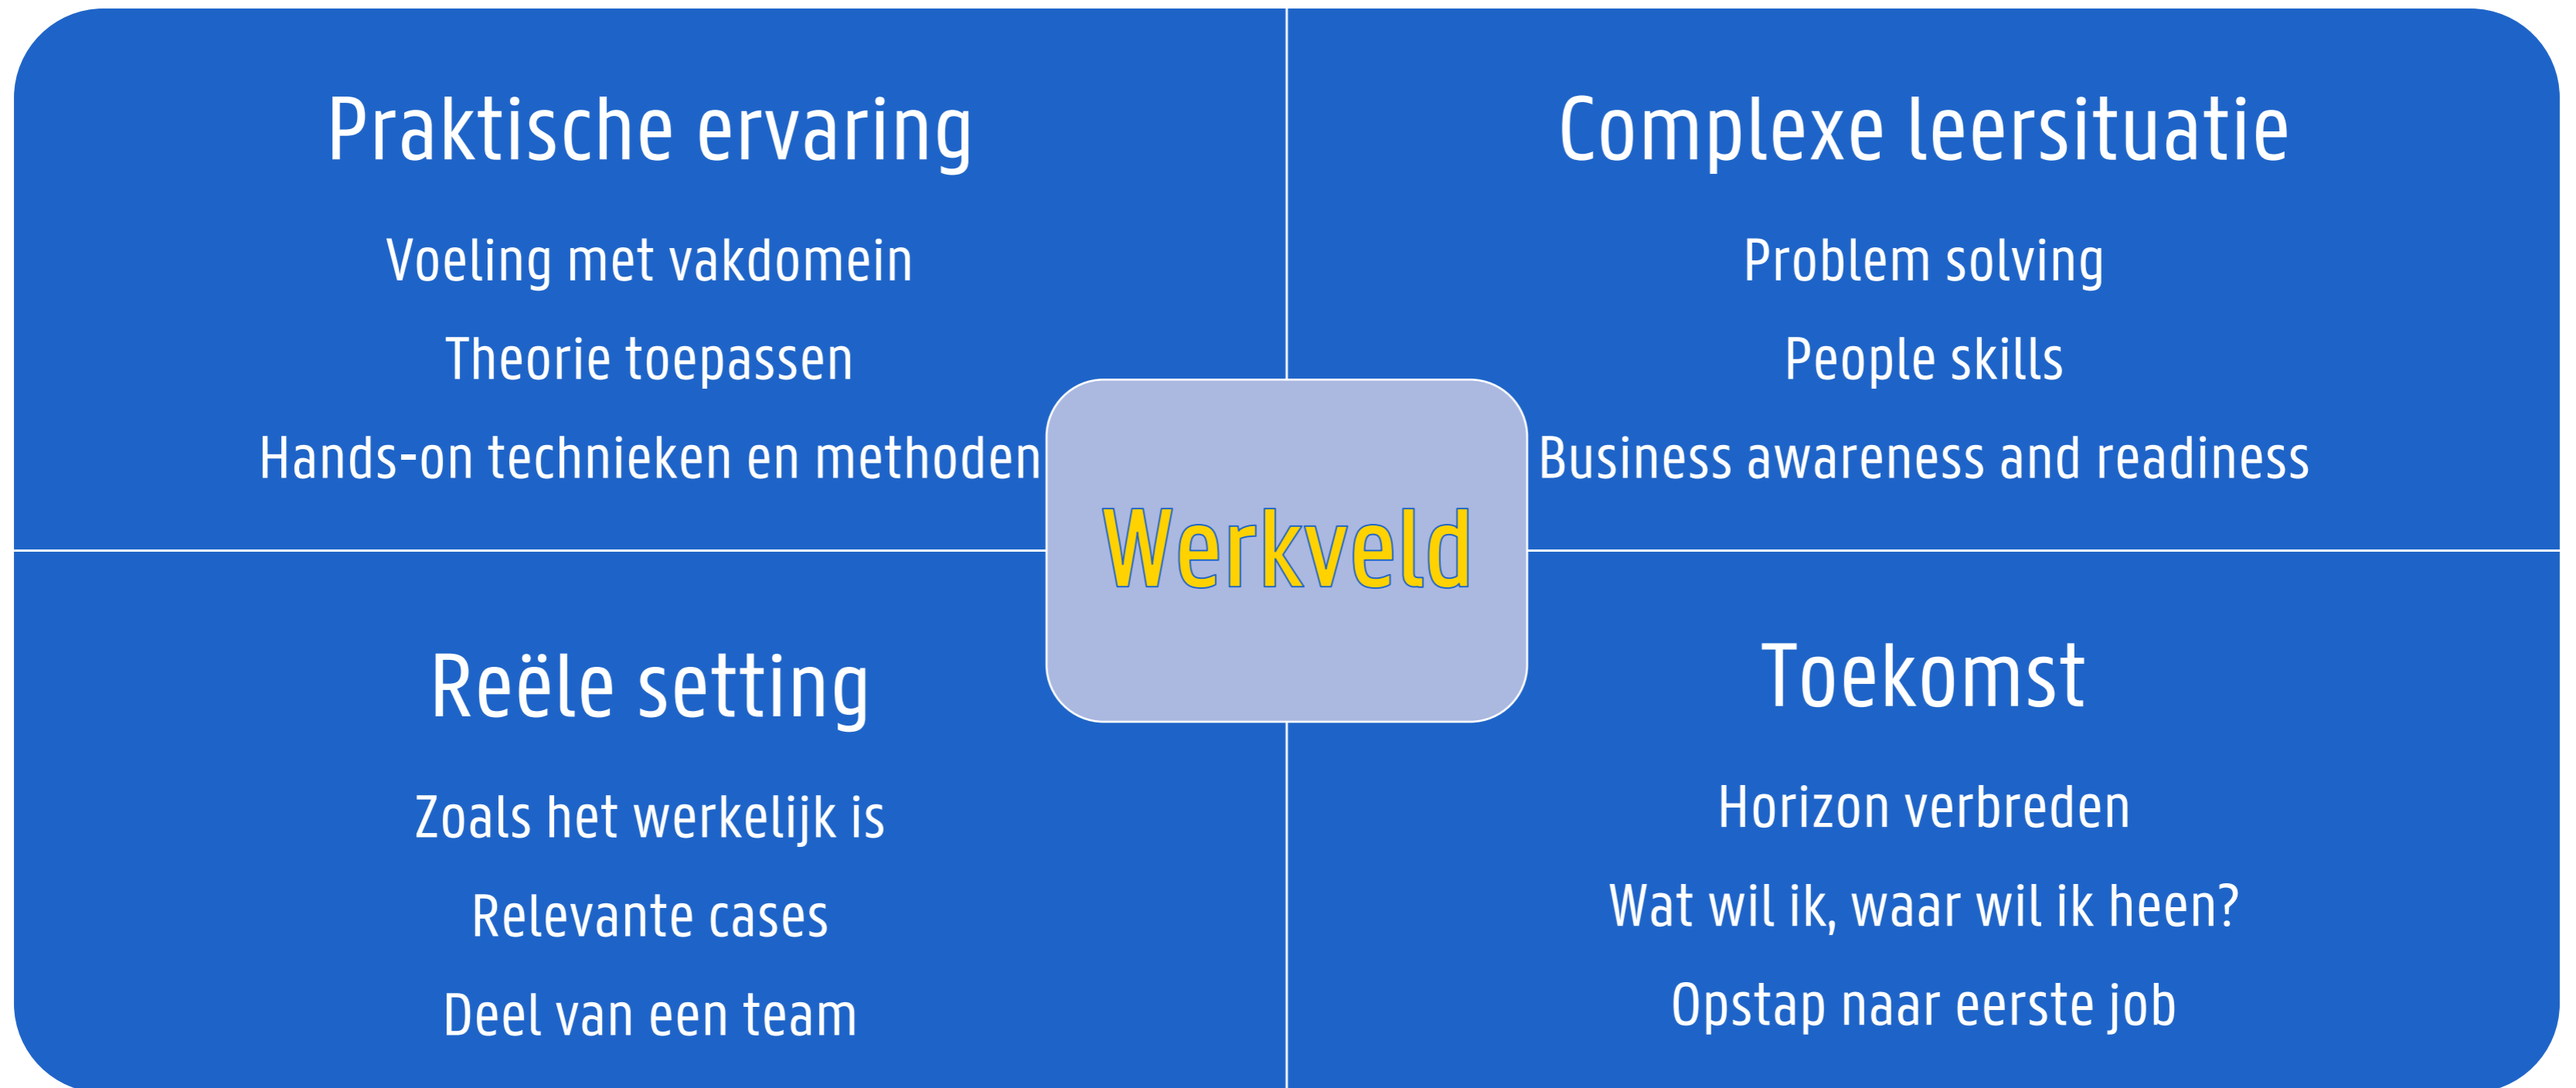 Praktische ervaring
Voeling met vakdomein
Theorie toepassen
Hands-on technieken en methoden
Complexe leersituatie
Problem solving
People skills
Business awareness and readiness
Werkveld
Reële setting
Zoals het werkelijk is
Relevante cases
Deel van een team
Toekomst
Horizon verbreden
Wat wil ik, waar wil ik heen?
Opstap naar eerste job